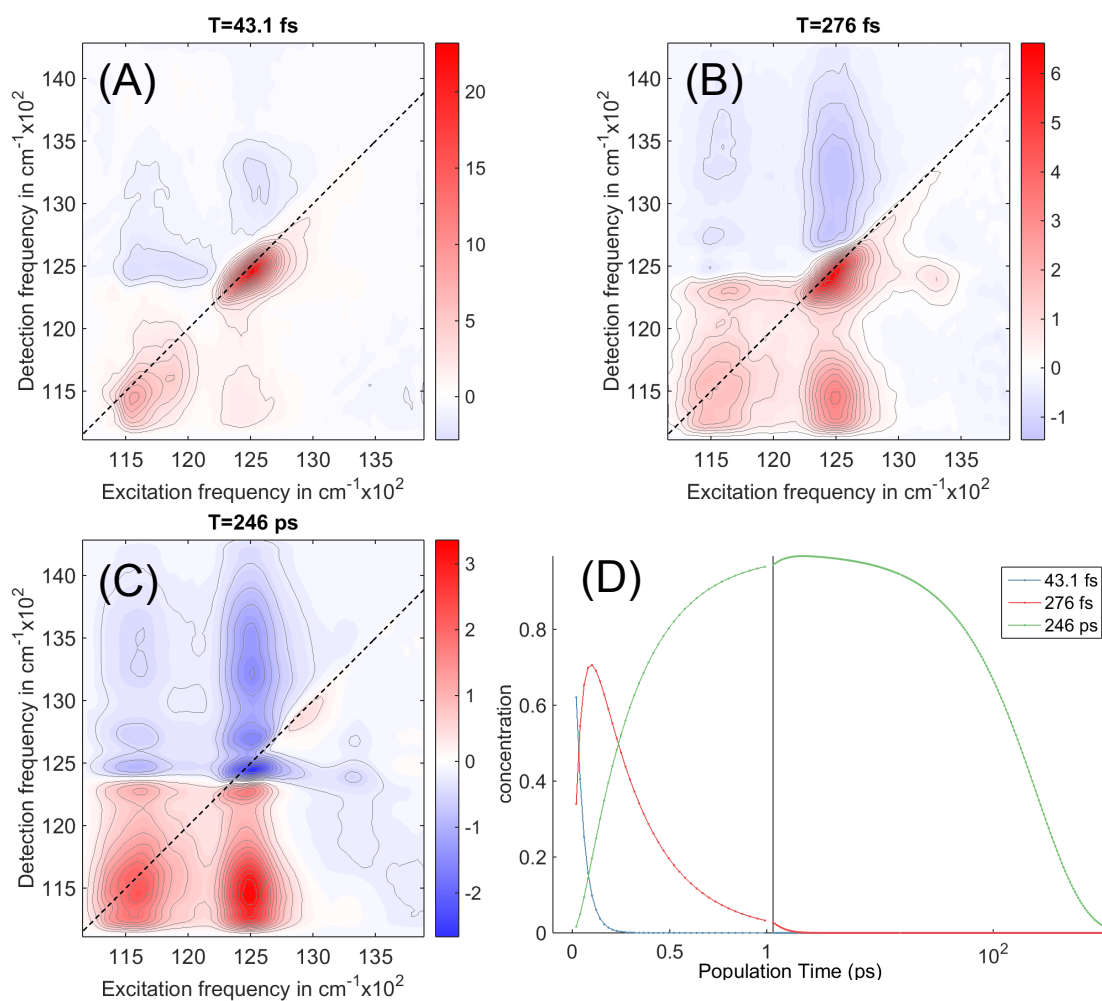 T=43.1 fs
(A)
Detection frequency in cm⁻¹x10²
140
135
130
125
120
115
115 120 125 130 135
Excitation frequency in cm⁻¹x10²
20
15
10
5
0
T=276 fs
(B)
Detection frequency in cm⁻¹x10²
140
135
130
125
120
115
115 120 125 130 135
Excitation frequency in cm⁻¹x10²
6
5
4
3
2
1
0
-1
T=246 ps
(C)
Detection frequency in cm⁻¹x10²
140
135
130
125
120
115
115 120 125 130 135
Excitation frequency in cm⁻¹x10²
3
2
1
0
-1
-2
(D)
43.1 fs
276 fs
246 ps
concentration
0.8
0.6
0.4
0.2
0
0 0.5 1 10²
Population Time (ps)